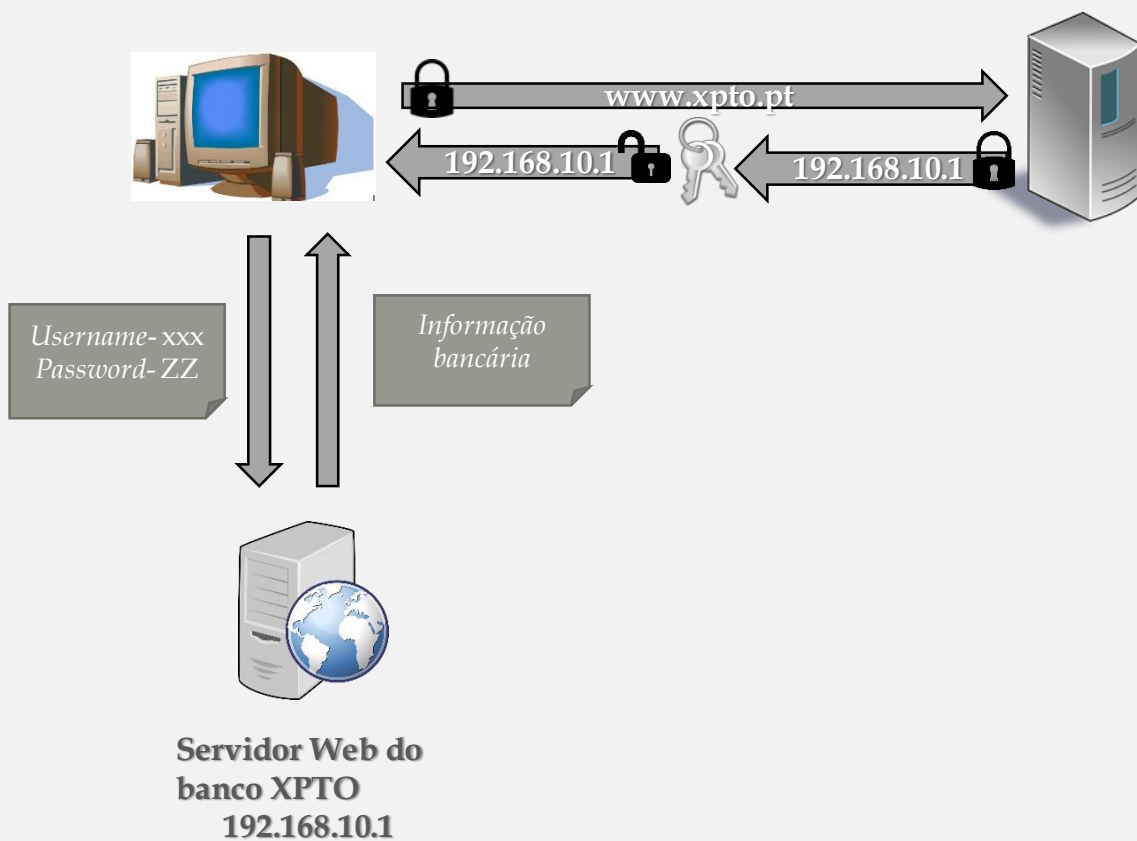 www.xpto.pt
192.168.10.1
192.168.10.1
Username- xxx
Password- ZZ
Informação
bancária
Servidor Web do
banco XPTO
192.168.10.1